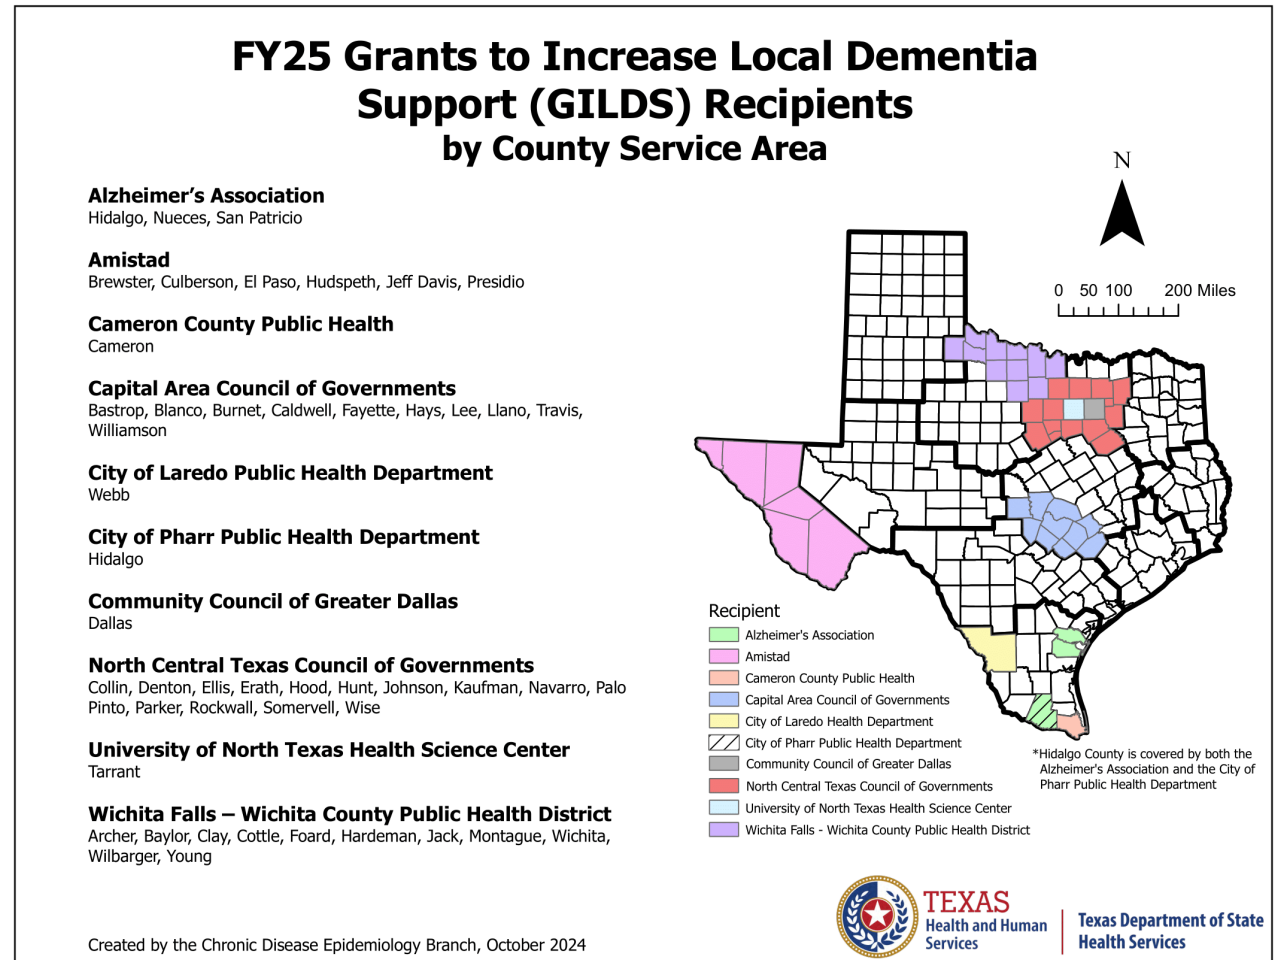 FY25 Grants to Increase Local Dementia
Support (GILDS) Recipients
by County Service Area
Alzheimer’s Association
Hidalgo, Nueces, San Patricio
Amistad
Brewster, Culberson, El Paso, Hudspeth, Jeff Davis, Presidio
Cameron County Public Health
Cameron
Capital Area Council of Governments
Bastrop, Blanco, Burnet, Caldwell, Fayette, Hays, Lee, Llano, Travis,
Williamson
City of Laredo Public Health Department
Webb
City of Pharr Public Health Department
Hidalgo
Community Council of Greater Dallas
Dallas
North Central Texas Council of Governments
Collin, Denton, Ellis, Erath, Hood, Hunt, Johnson, Kaufman, Navarro, Palo
Pinto, Parker, Rockwall, Somervell, Wise
University of North Texas Health Science Center
Tarrant
Wichita Falls – Wichita County Public Health District
Archer, Baylor, Clay, Cottle, Foard, Hardeman, Jack, Montague, Wichita,
Wilbarger, Young
Created by the Chronic Disease Epidemiology Branch, October 2024
N
0 50 100 200 Miles
Recipient
Alzheimer's Association
Amistad
Cameron County Public Health
Capital Area Council of Governments
City of Laredo Health Department
City of Pharr Public Health Department
Community Council of Greater Dallas
North Central Texas Council of Governments
University of North Texas Health Science Center
Wichita Falls - Wichita County Public Health District
*Hidalgo County is covered by both the
Alzheimer's Association and the City of
Pharr Public Health Department
TEXAS
Health and Human
Services
Texas Department of State
Health Services